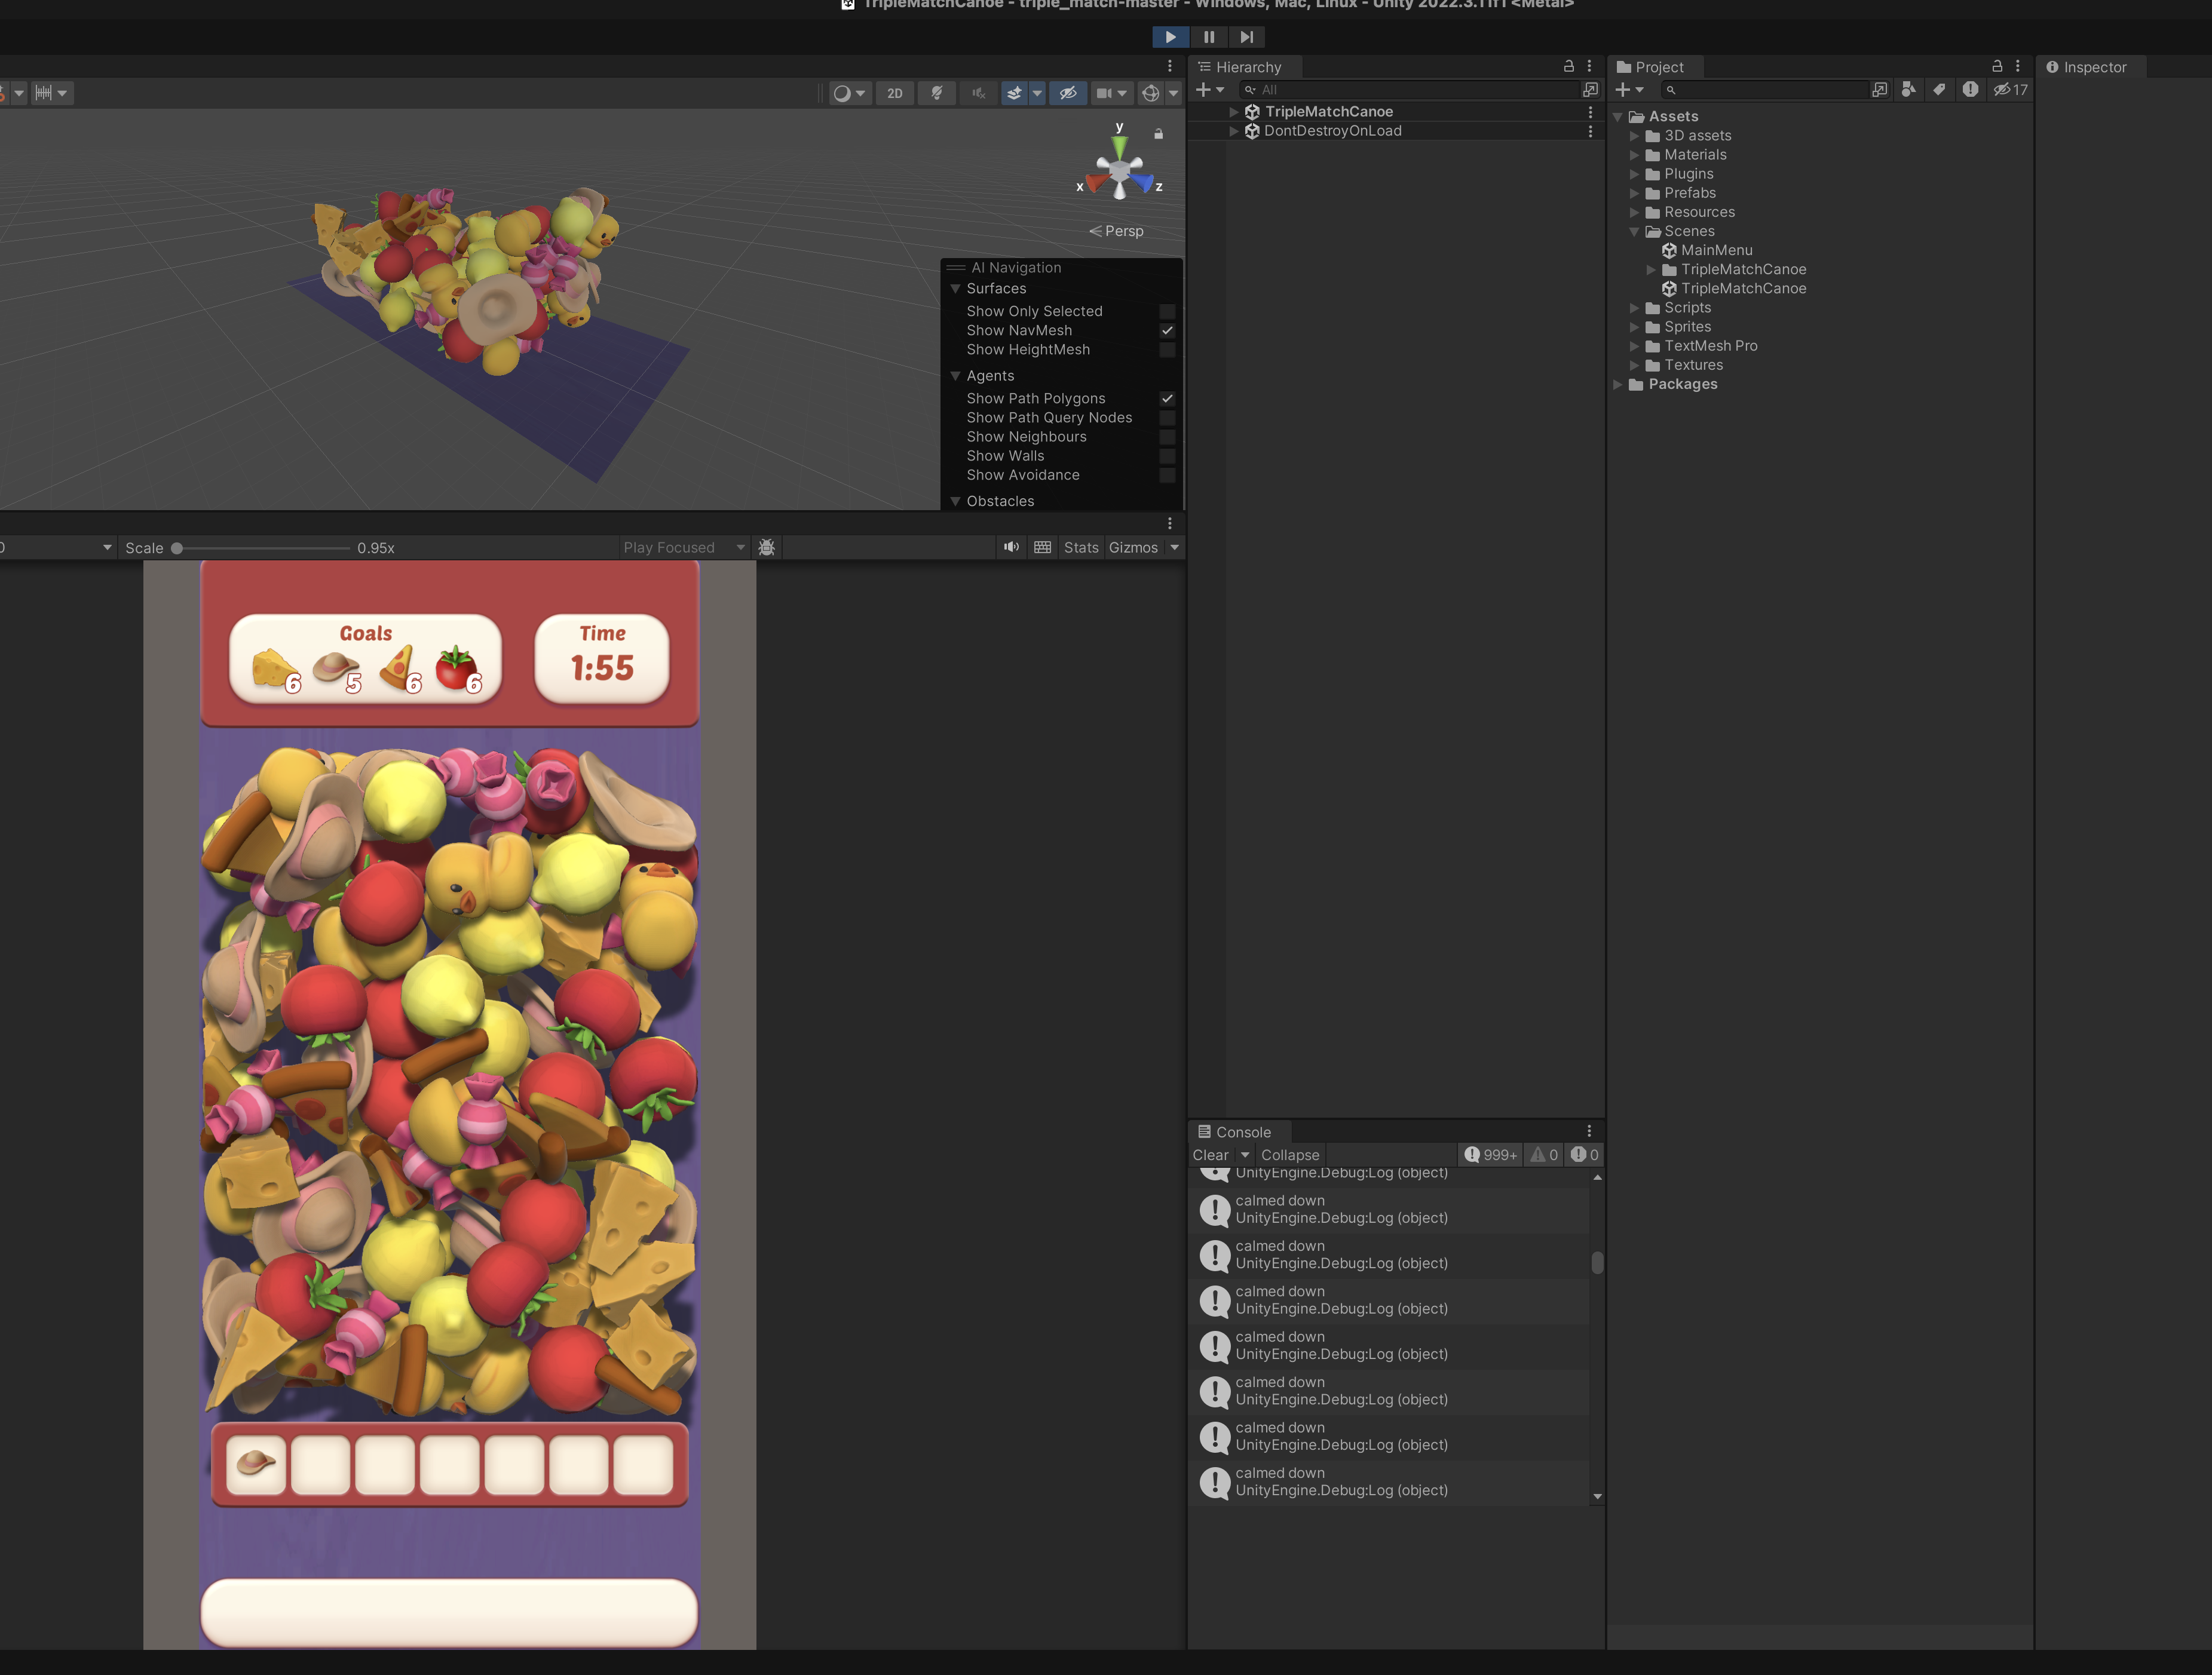 TripleMatchCanoe - triple_match-master - Windows, Mac, Linux - Unity 2022.3.11f1 <Metal>
2D
y
x
z
Persp
AI Navigation
Surfaces
Show Only Selected
Show NavMesh
Show HeightMesh
Agents
Show Path Polygons
Show Path Query Nodes
Show Neighbours
Show Walls
Show Avoidance
Obstacles
Scale
0.95x
Play Focused
Stats
Gizmos
Goals
6
5
6
6
Time
1:55
Hierarchy
All
TripleMatchCanoe
DontDestroyOnLoad
Console
Clear
Collapse
999+
0
0
UnityEngine.Debug:Log (object)
calmed down
UnityEngine.Debug:Log (object)
calmed down
UnityEngine.Debug:Log (object)
calmed down
UnityEngine.Debug:Log (object)
calmed down
UnityEngine.Debug:Log (object)
calmed down
UnityEngine.Debug:Log (object)
calmed down
UnityEngine.Debug:Log (object)
calmed down
UnityEngine.Debug:Log (object)
Project
17
Assets
3D assets
Materials
Plugins
Prefabs
Resources
Scenes
MainMenu
TripleMatchCanoe
TripleMatchCanoe
Scripts
Sprites
TextMesh Pro
Textures
Packages
Inspector